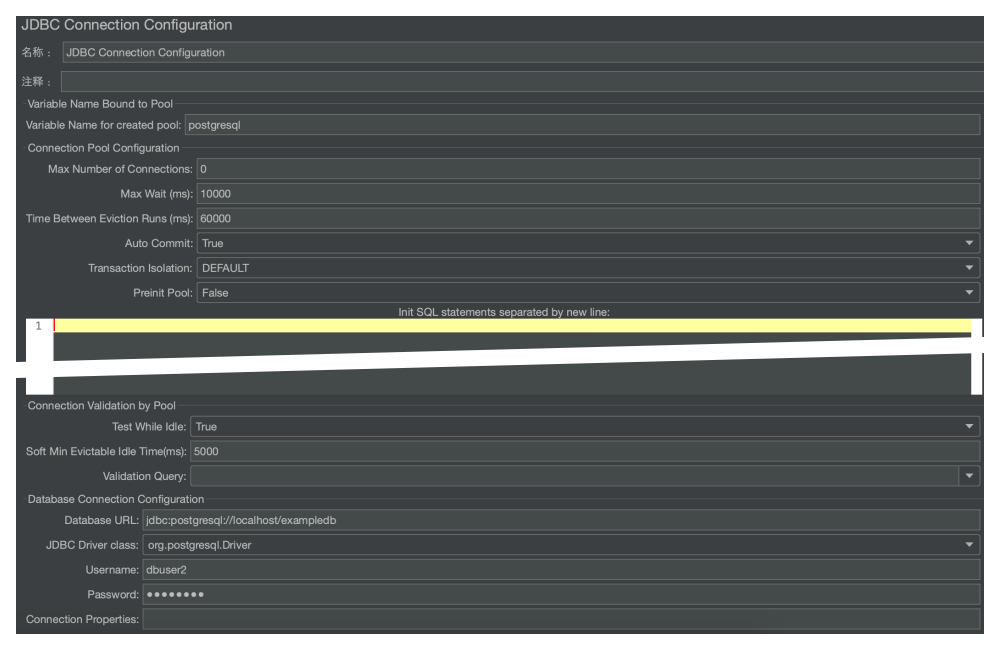 JDBC Connection Configuration
名称： JDBC Connection Configuration
注释：
Variable Name Bound to Pool
Variable Name for created pool: postgresql
Connection Pool Configuration
Max Number of Connections: 0
Max Wait (ms): 10000
Time Between Eviction Runs (ms): 60000
Auto Commit: True
Transaction Isolation: DEFAULT
Preinit Pool: False
Init SQL statements separated by new line:
1
Connection Validation by Pool
Test While Idle: True
Soft Min Evictable Idle Time(ms): 5000
Validation Query:
Database Connection Configuration
Database URL: jdbc:postgresql://localhost/exampledb
JDBC Driver class: org.postgresql.Driver
Username: dbuser2
Password: ●●●●●●●●
Connection Properties: